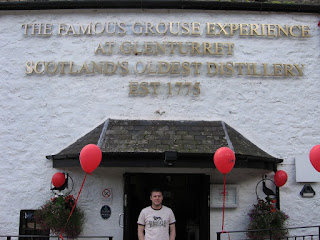 THE FAMOUS GROUSE EXPERIENCE
AT GLENTURRET
SCOTLAND'S OLDEST DISTILLERY
EST 1775